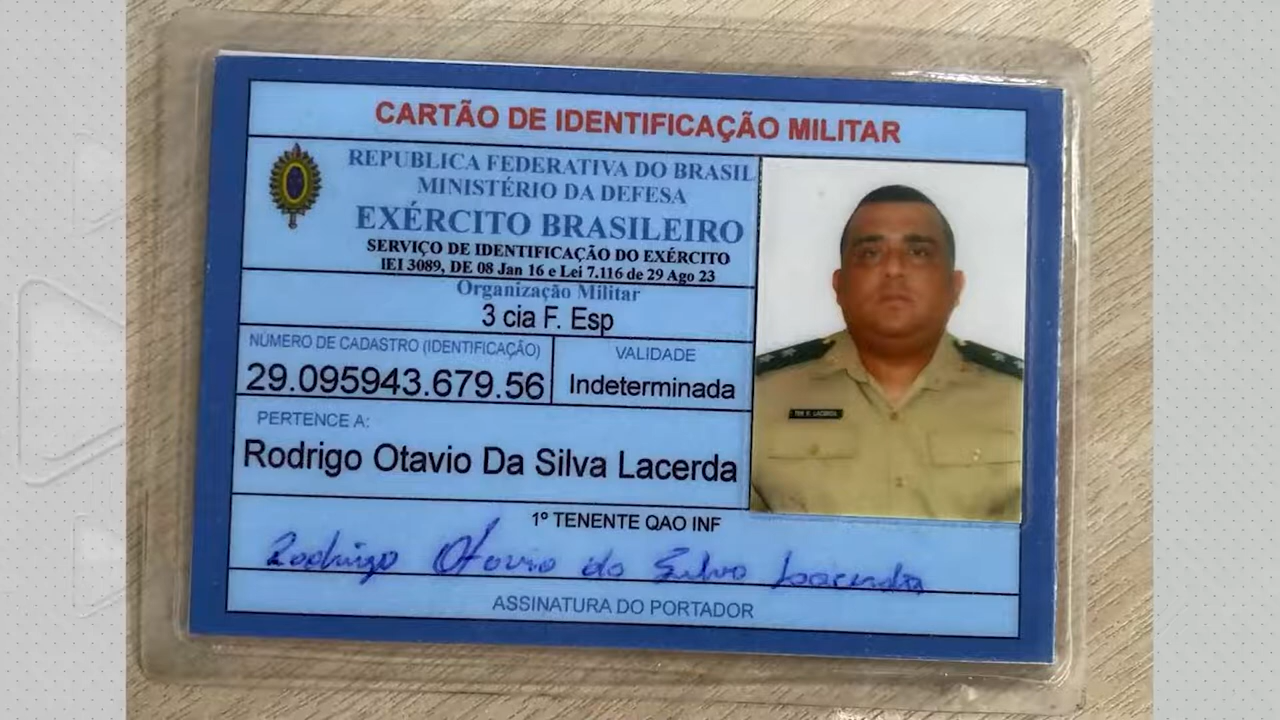 CARTÃO DE IDENTIFICAÇÃO MILITAR
REPUBLICA FEDERATIVA DO BRASIL
MINISTÉRIO DA DEFESA
EXÉRCITO BRASILEIRO
SERVIÇO DE IDENTIFICAÇÃO DO EXÉRCITO
IEI 3089, DE 08 Jan 16 e Lei 7.116 de 29 Ago 23
Organização Militar
3 cia F. Esp
NÚMERO DE CADASTRO (IDENTIFICAÇÃO)
29.095943.679.56
VALIDADE
Indeterminada
PERTENCE A:
Rodrigo Otavio Da Silva Lacerda
1º TENENTE QAO INF
Rodrigo Otavio da Silva Lacerda
ASSINATURA DO PORTADOR
LACERDA